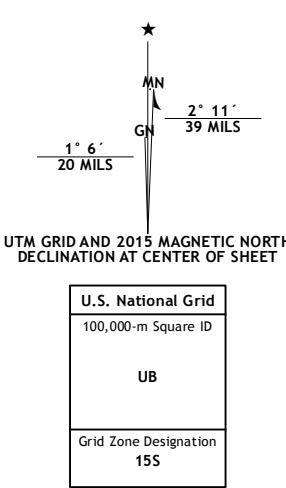 ★
MN
2° 11´
39 MILS
GN
1° 6´
20 MILS
UTM GRID AND 2015 MAGNETIC NORTH
DECLINATION AT CENTER OF SHEET
U.S. National Grid
100,000-m Square ID
UB
Grid Zone Designation
15S